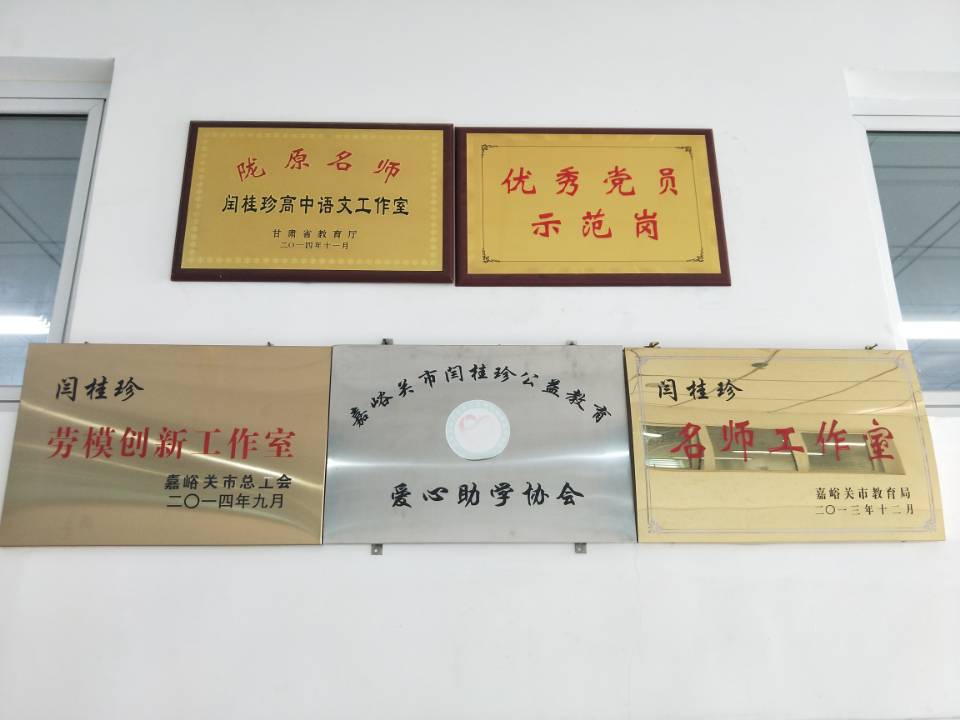 陇原名师
闫桂珍高中语文工作室
甘肃省教育厅
二〇一四年十一月
优秀党员
示范岗
闫桂珍
劳模创新工作室
嘉峪关市总工会
二〇一四年九月
嘉峪关市闫桂珍公益教育
爱心助学协会
闫桂珍
名师工作室
嘉峪关市教育局
二〇一三年十二月